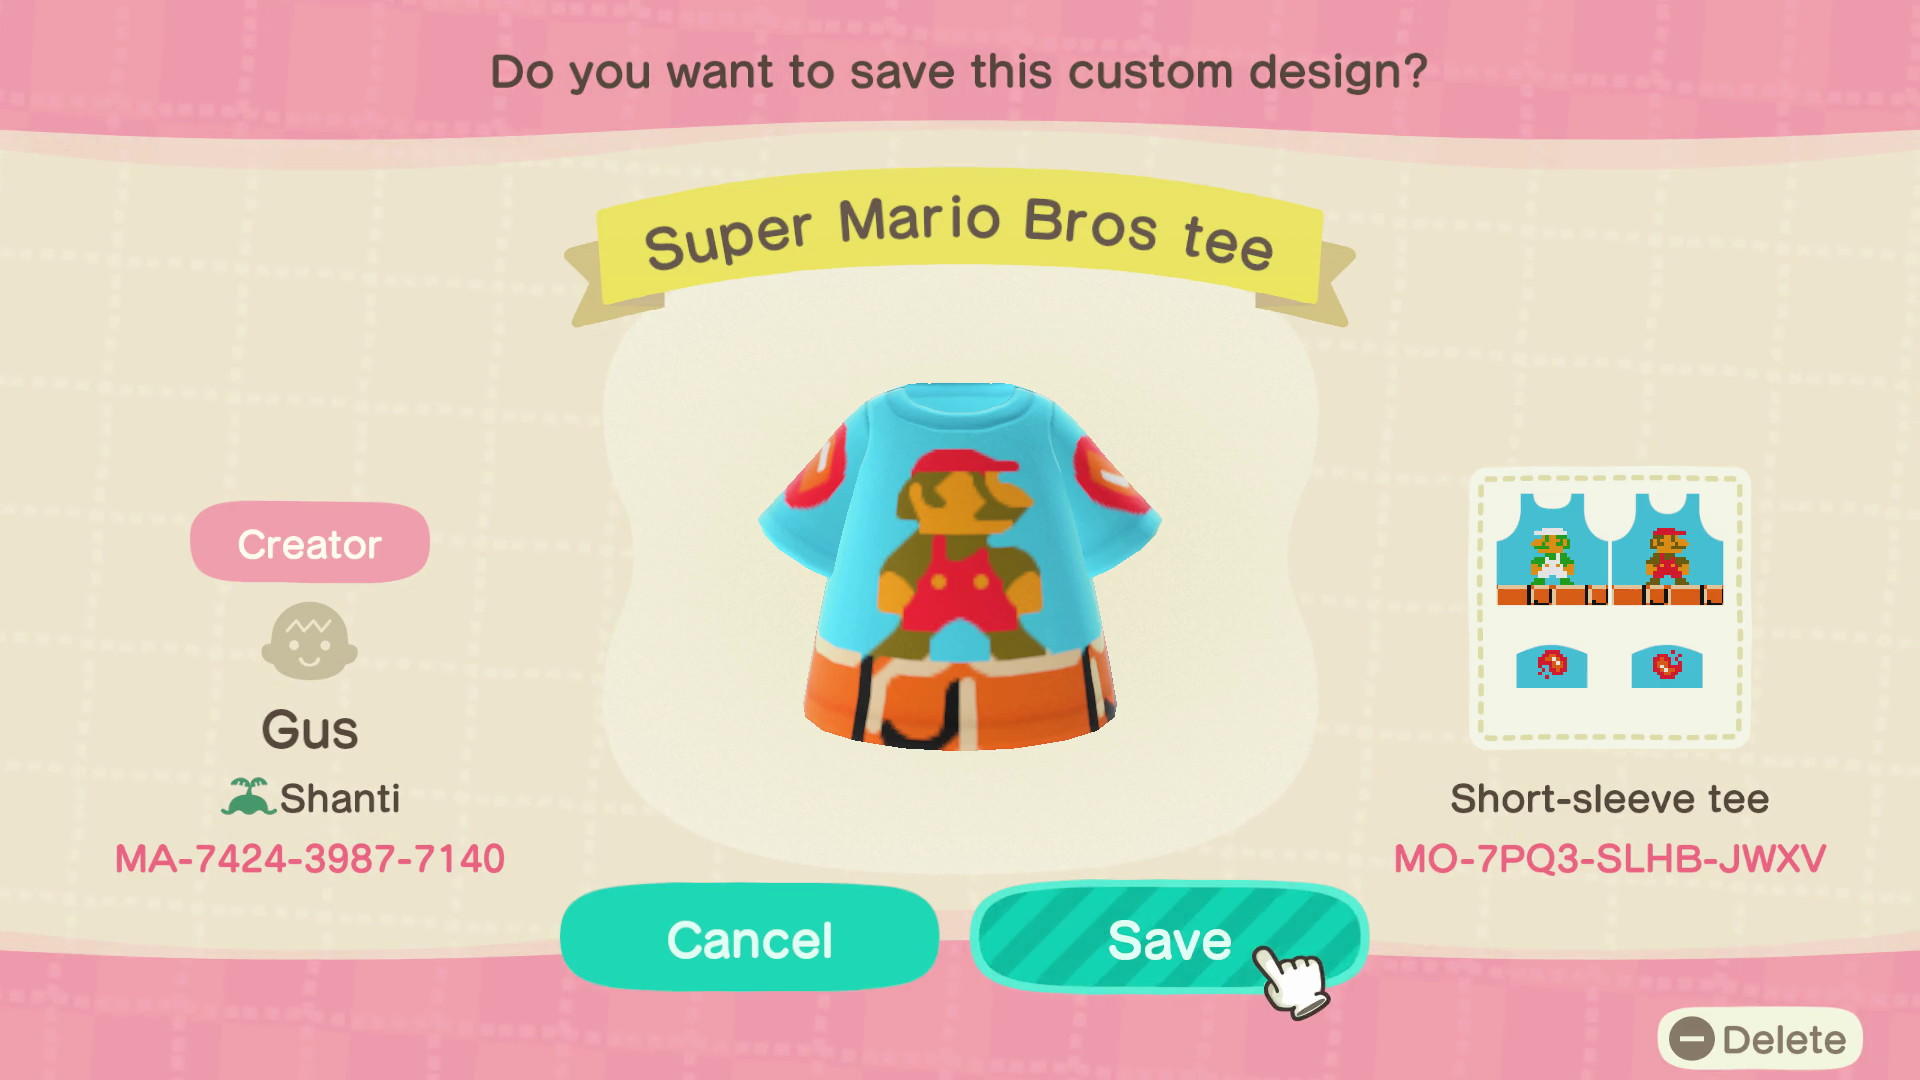 Do you want to save this custom design?
Super Mario Bros tee
Creator
Gus
Shanti
MA-7424-3987-7140
Short-sleeve tee
MO-7PQ3-SLHB-JWXV
Cancel
Save
Delete